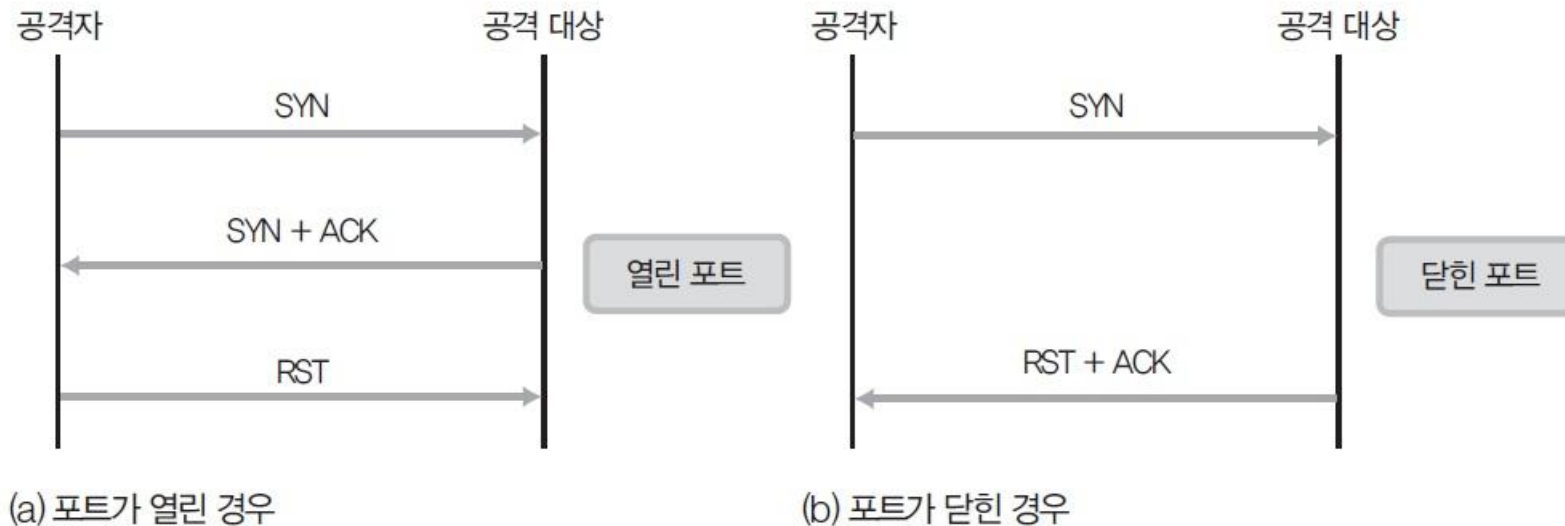 공격자
공격 대상
SYN
SYN + ACK
열린 포트
RST
(a) 포트가 열린 경우
공격자
공격 대상
SYN
닫힌 포트
RST + ACK
(b) 포트가 닫힌 경우